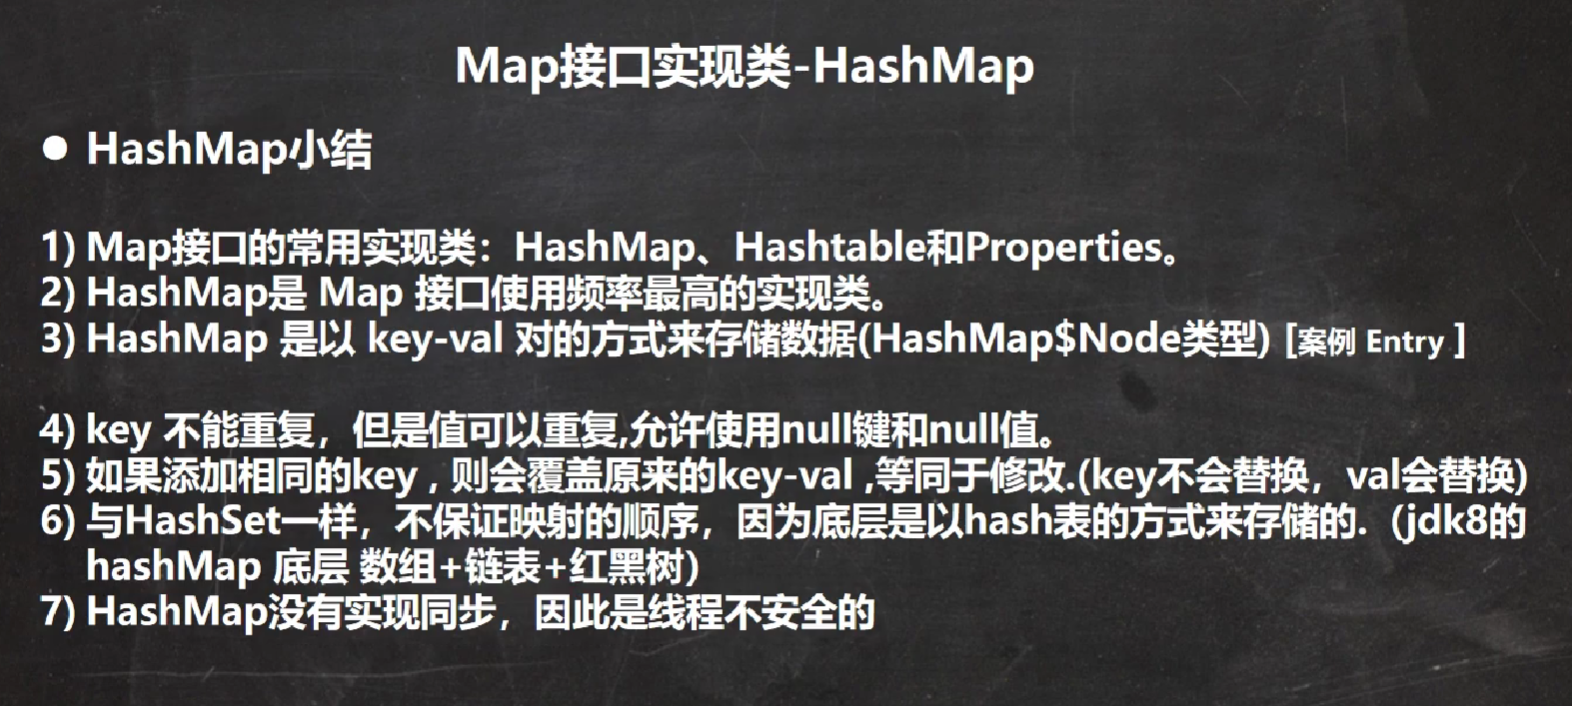 Map接口实现类-HashMap
● HashMap小结
1) Map接口的常用实现类：HashMap、Hashtable和Properties。
2) HashMap是 Map 接口使用频率最高的实现类。
3) HashMap 是以 key-val 对的方式来存储数据(HashMap$Node类型) [案例 Entry ]
4) key 不能重复，但是值可以重复,允许使用null键和null值。
5) 如果添加相同的key , 则会覆盖原来的key-val ,等同于修改.(key不会替换，val会替换)
6) 与HashSet一样，不保证映射的顺序，因为底层是以hash表的方式来存储的.  (jdk8的
hashMap 底层 数组+链表+红黑树)
7) HashMap没有实现同步，因此是线程不安全的